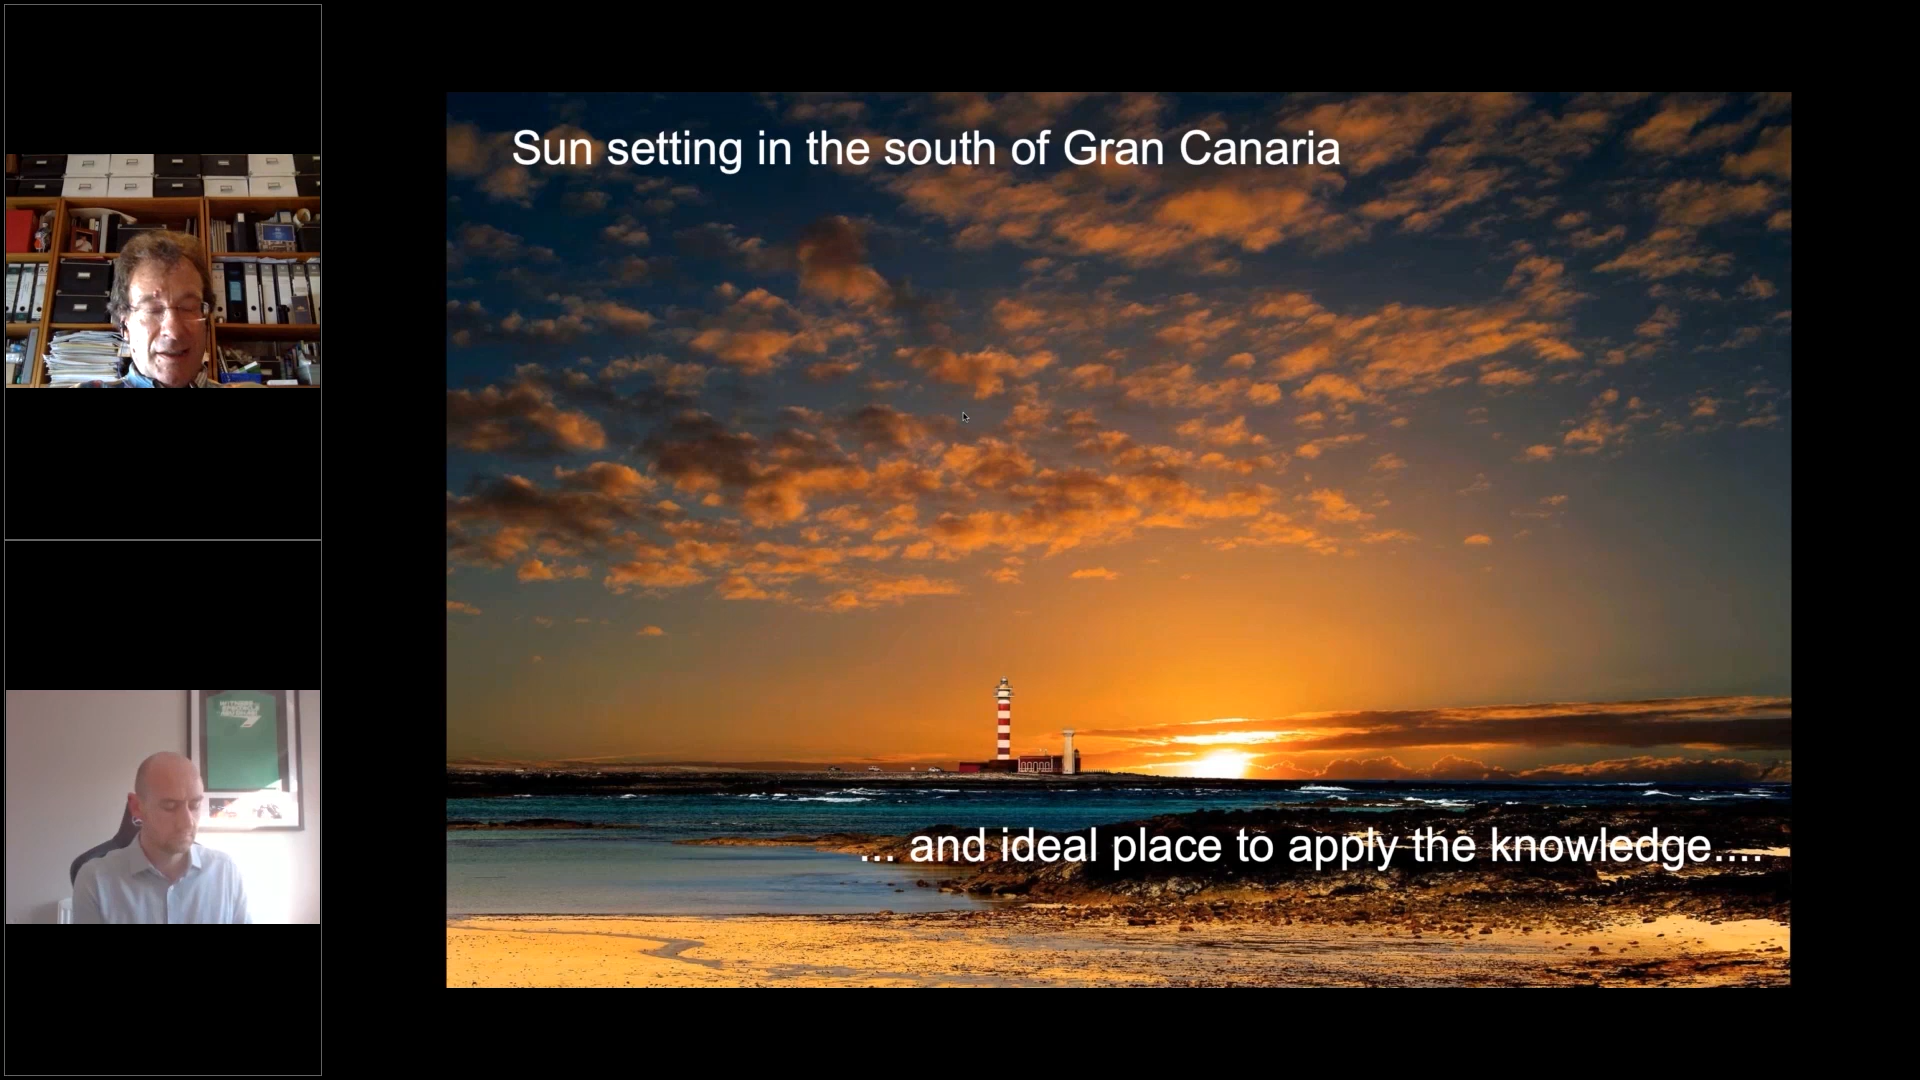 Sun setting in the south of Gran Canaria
... and ideal place to apply the knowledge....